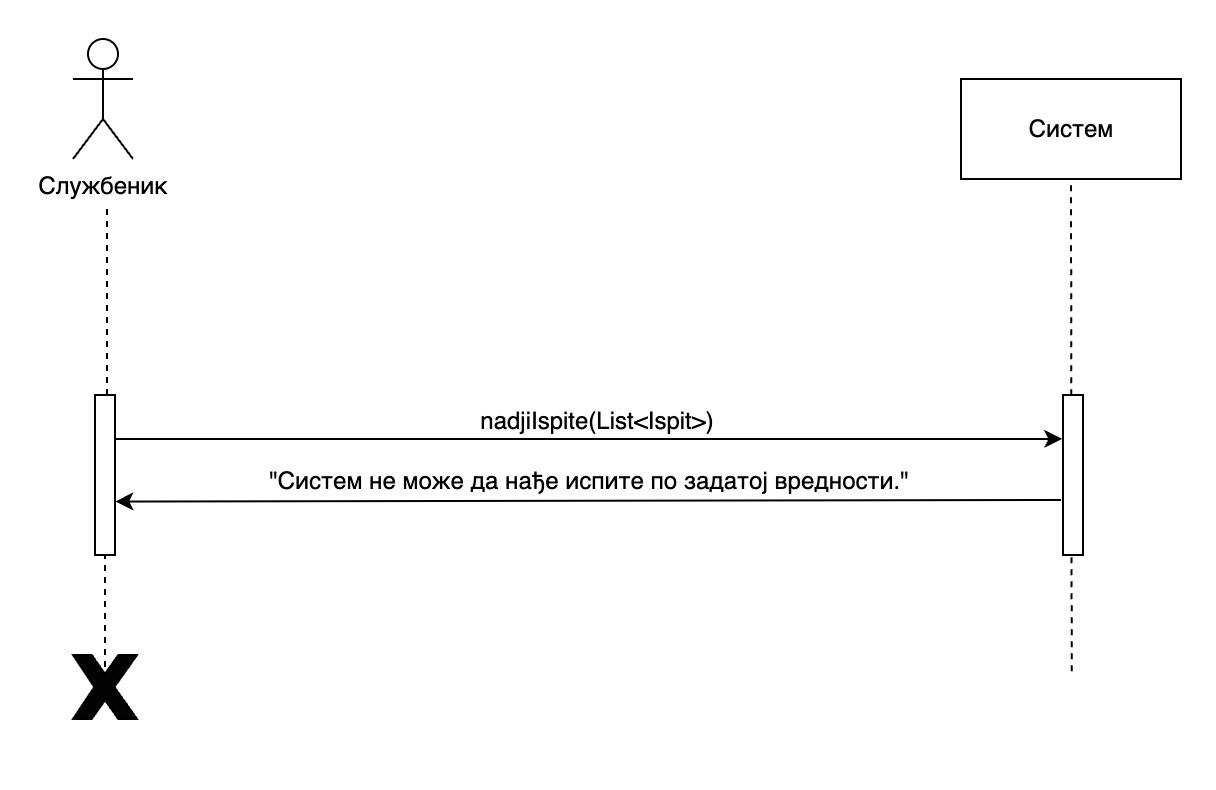 Службеник
Систем
nadjiIspite(List<Ispit>)
"Систем не може да нађе испите по задатој вредности."